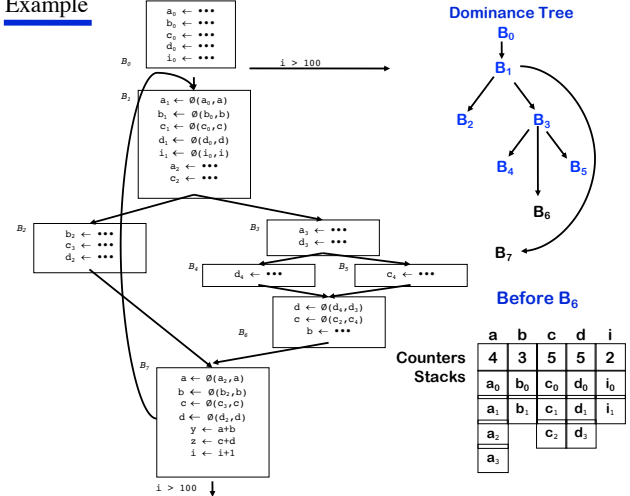 Example
B₀
a₀ ← •••
b₀ ← •••
c₀ ← •••
d₀ ← •••
i₀ ← •••
i > 100
B₁
a₁ ← Ø(a₀,a)
b₁ ← Ø(b₀,b)
c₁ ← Ø(c₀,c)
d₁ ← Ø(d₀,d)
i₁ ← Ø(i₀,i)
a₂ ← •••
c₂ ← •••
B₂
b₂ ← •••
c₃ ← •••
d₂ ← •••
B₃
a₃ ← •••
d₃ ← •••
B₄
d₄ ← •••
B₅
c₄ ← •••
B₆
d ← Ø(d₄,d₃)
c ← Ø(c₂,c₄)
b ← •••
B₇
a ← Ø(a₂,a)
b ← Ø(b₂,b)
c ← Ø(c₃,c)
d ← Ø(d₂,d)
y ← a+b
z ← c+d
i ← i+1
i > 100
Dominance Tree
B₀
B₁
B₂ B₃
B₄ B₅
B₆
B₇
Before B₆
a b c d i
Counters 4 3 5 5 2
Stacks a₀ b₀ c₀ d₀ i₀
a₁ b₁ c₁ d₁ i₁
a₂ c₂ d₃
a₃